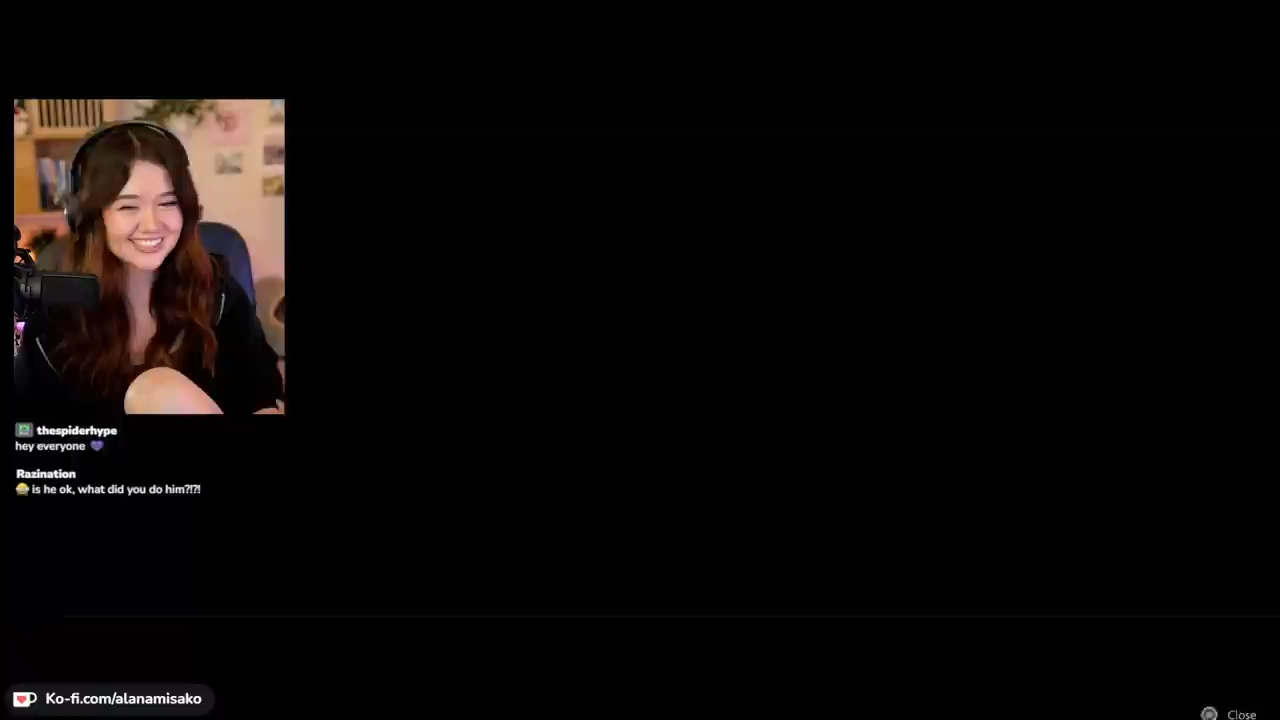 thespiderhype
hey everyone 💜
Razination
😂 is he ok, what did you do him?!?!
Ko-fi.com/alanamisako
Close